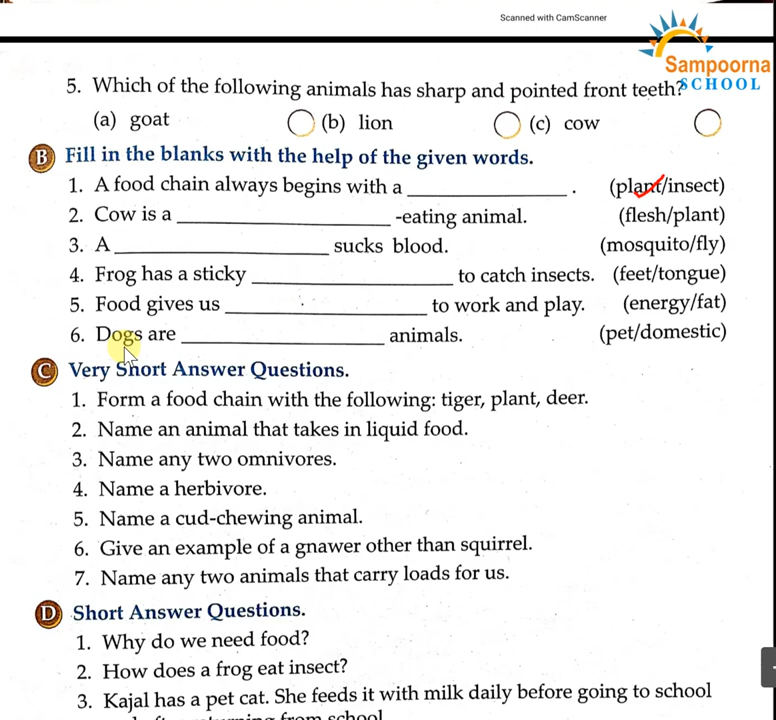 Scanned with CamScanner
Sampoorna
SCHOOL
5. Which of the following animals has sharp and pointed front teeth?
(a) goat (b) lion (c) cow
B Fill in the blanks with the help of the given words.
1. A food chain always begins with a ________________ . (plant/insect)
2. Cow is a ______________________ -eating animal. (flesh/plant)
3. A ______________________ sucks blood. (mosquito/fly)
4. Frog has a sticky ____________________ to catch insects. (feet/tongue)
5. Food gives us ____________________ to work and play. (energy/fat)
6. Dogs are ____________________ animals. (pet/domestic)
C Very Short Answer Questions.
1. Form a food chain with the following: tiger, plant, deer.
2. Name an animal that takes in liquid food.
3. Name any two omnivores.
4. Name a herbivore.
5. Name a cud-chewing animal.
6. Give an example of a gnawer other than squirrel.
7. Name any two animals that carry loads for us.
D Short Answer Questions.
1. Why do we need food?
2. How does a frog eat insect?
3. Kajal has a pet cat. She feeds it with milk daily before going to school
from school